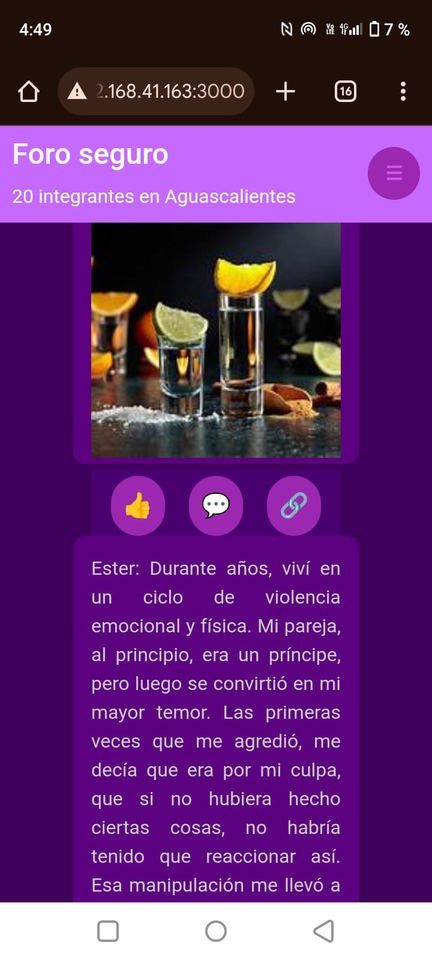 4:49
7 %
2.168.41.163:3000
16
Foro seguro
20 integrantes en Aguascalientes
Ester: Durante años, viví en
un ciclo de violencia
emocional y física. Mi pareja,
al principio, era un príncipe,
pero luego se convirtió en mi
mayor temor. Las primeras
veces que me agredió, me
decía que era por mi culpa,
que si no hubiera hecho
ciertas cosas, no habría
tenido que reaccionar así.
Esa manipulación me llevó a